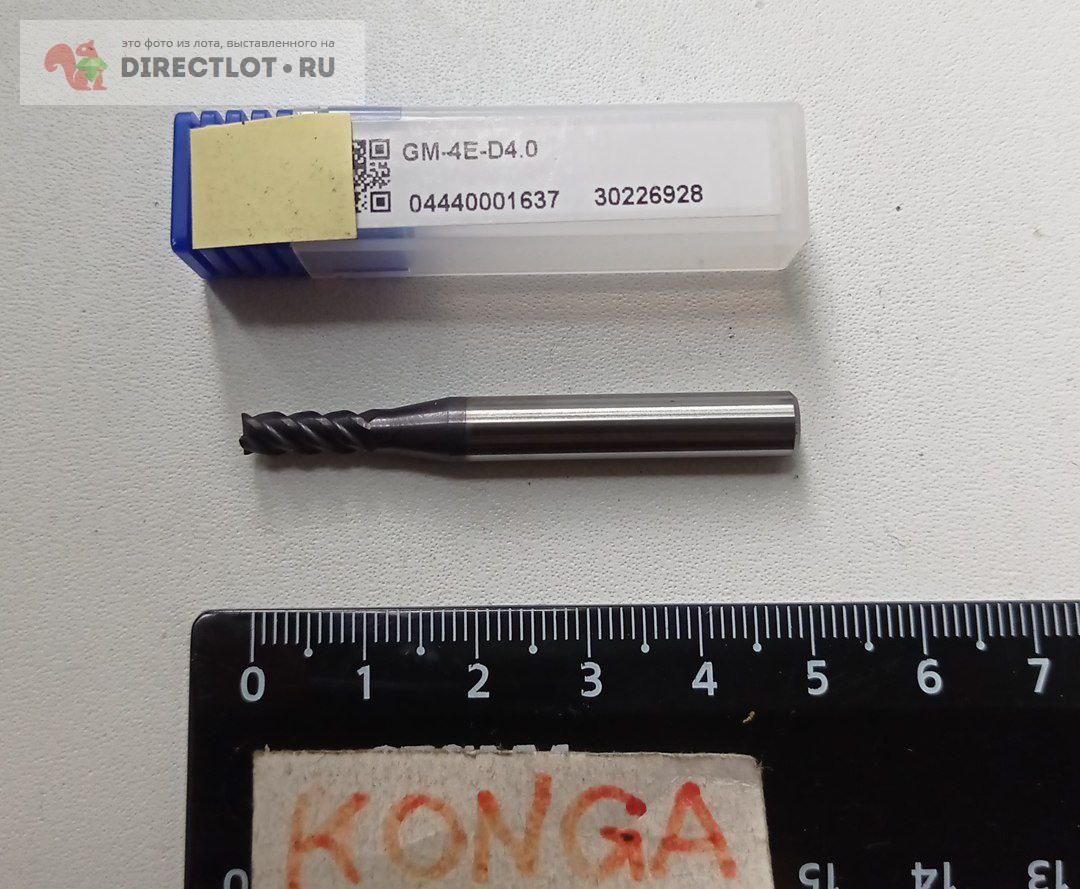 это фото из лота, выставленного на
DIRECTLOT•RU
GM-4E-D4.0
04440001637 30226928
0 1 2 3 4 5 6 7
KONGA
0 15 14 13